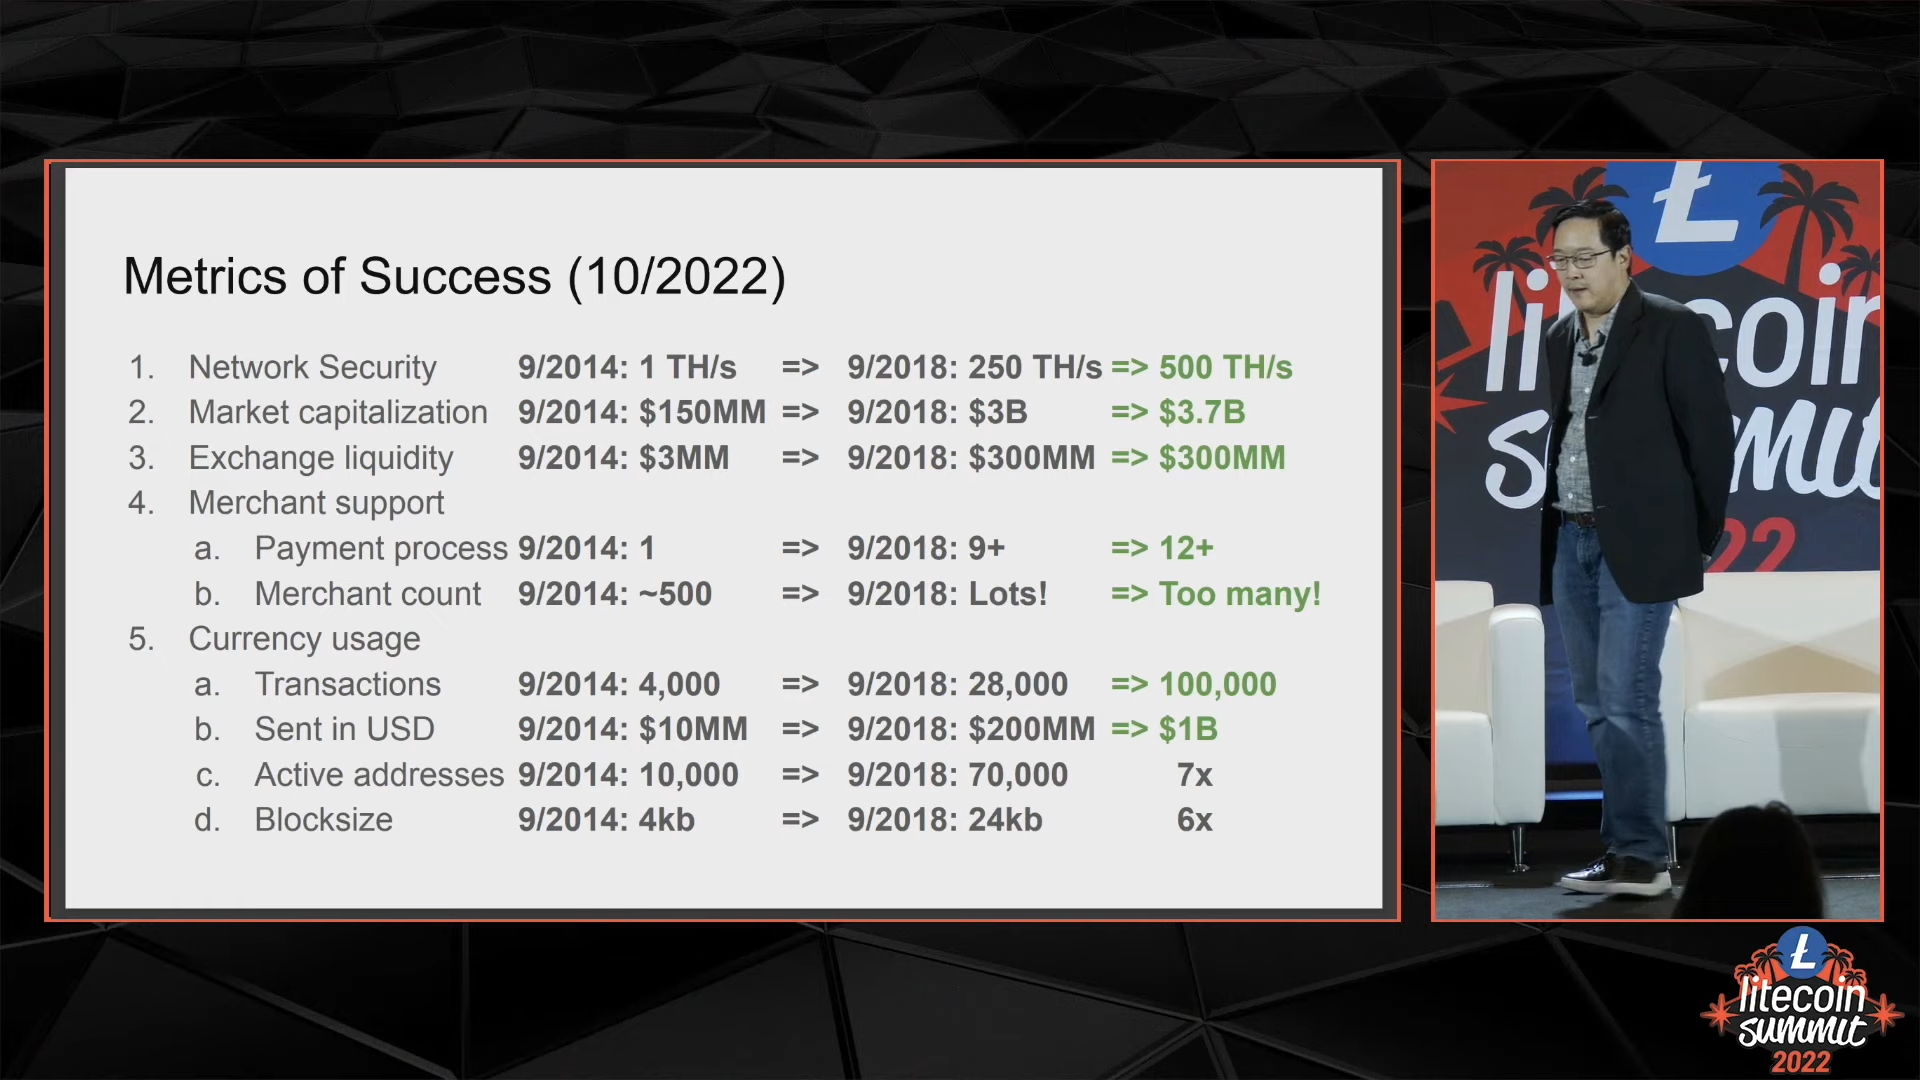 Metrics of Success (10/2022)
1. Network Security 9/2014: 1 TH/s => 9/2018: 250 TH/s => 500 TH/s
2. Market capitalization 9/2014: $150MM => 9/2018: $3B => $3.7B
3. Exchange liquidity 9/2014: $3MM => 9/2018: $300MM => $300MM
4. Merchant support
a. Payment process 9/2014: 1 => 9/2018: 9+ => 12+
b. Merchant count 9/2014: ~500 => 9/2018: Lots! => Too many!
5. Currency usage
a. Transactions 9/2014: 4,000 => 9/2018: 28,000 => 100,000
b. Sent in USD 9/2014: $10MM => 9/2018: $200MM => $1B
c. Active addresses 9/2014: 10,000 => 9/2018: 70,000 7x
d. Blocksize 9/2014: 4kb => 9/2018: 24kb 6x
litecoin
summit
2022